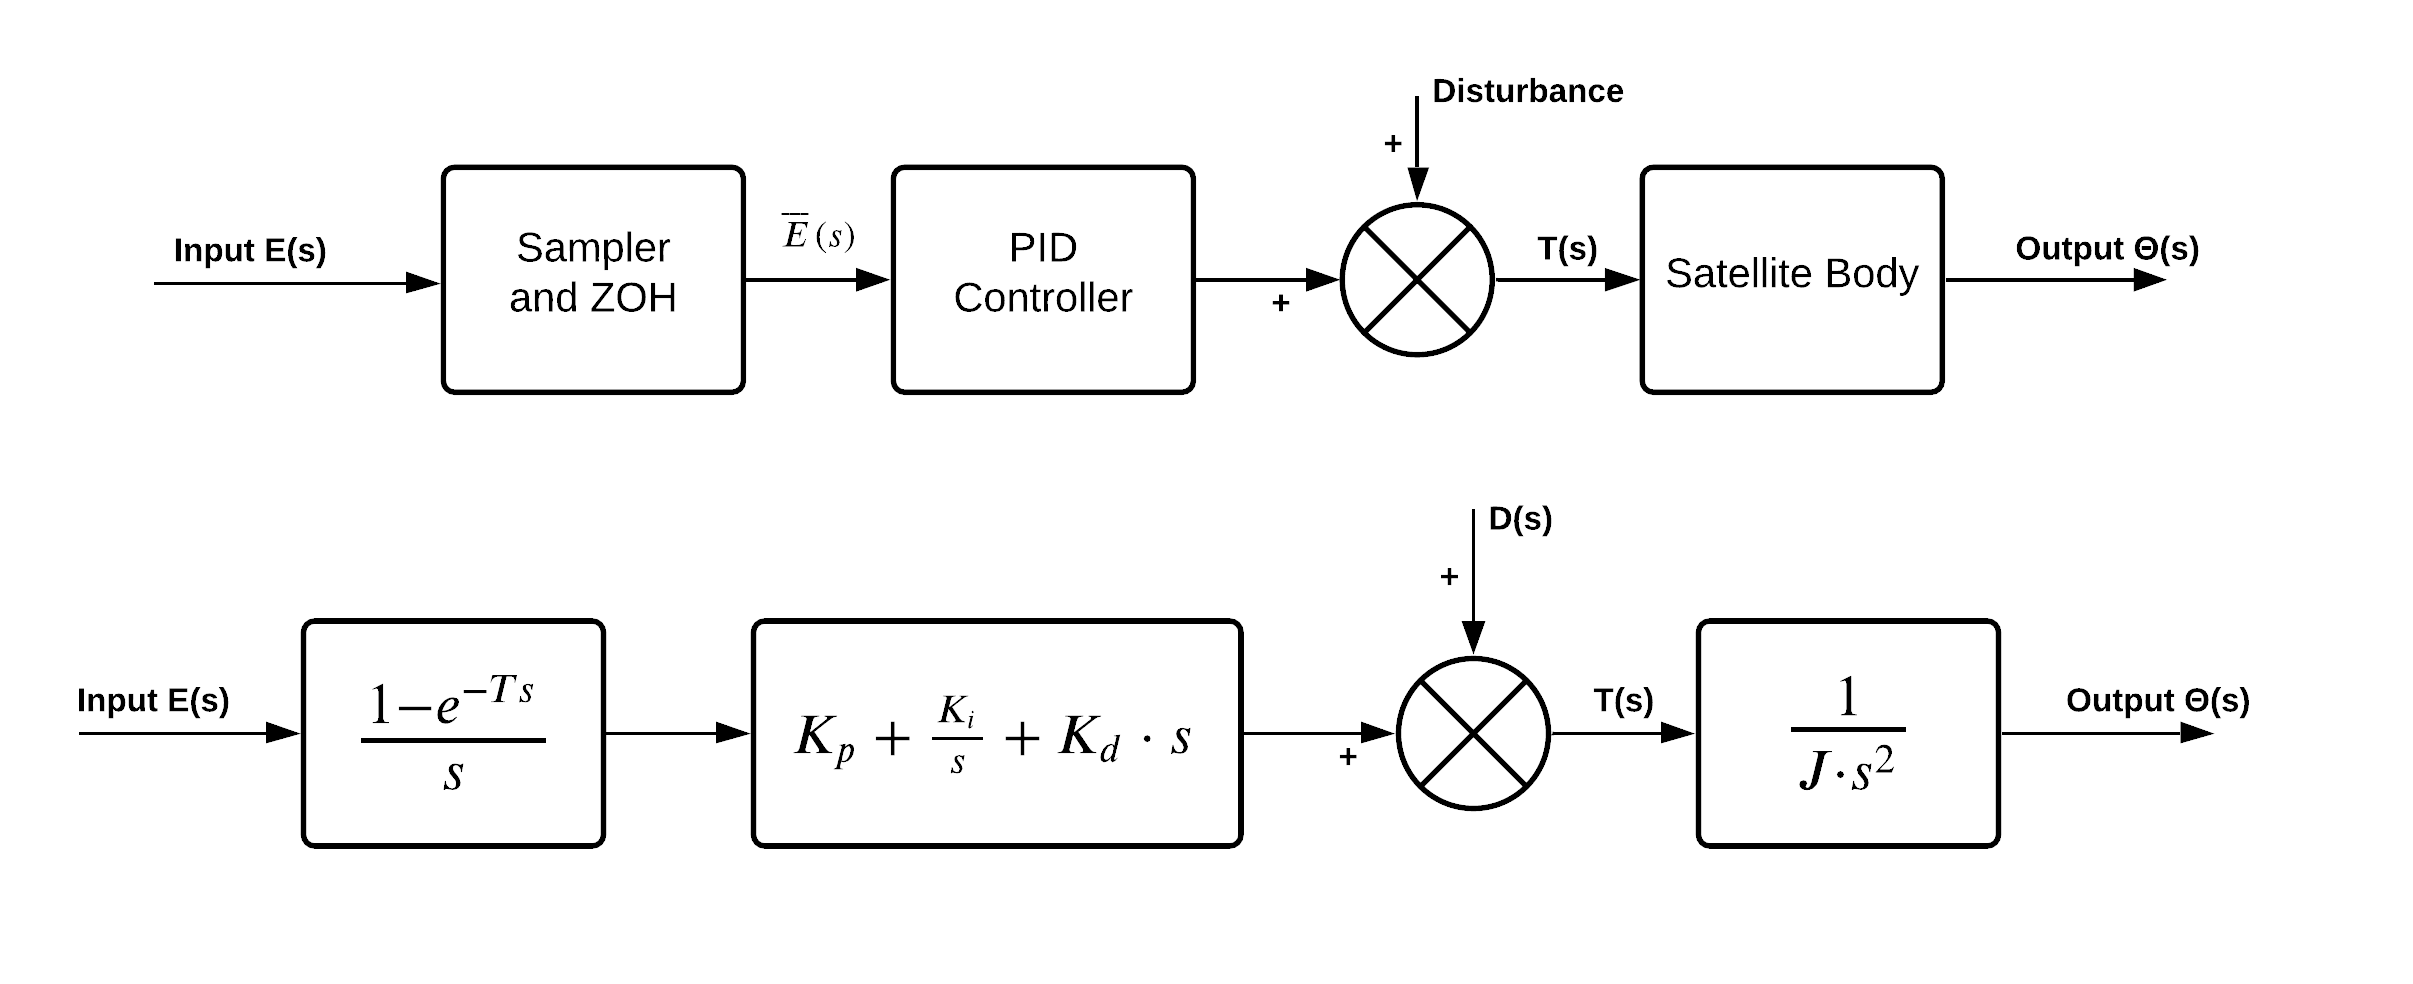 Disturbance
+
Input E(s)
Sampler
and ZOH
E̅(s)
PID
Controller
+
T(s)
Satellite Body
Output Θ(s)
D(s)
+
Input E(s)
\frac{1-e^{-Ts}}{s}
K_p + \frac{K_i}{s} + K_d \cdot s
+
T(s)
\frac{1}{J \cdot s^2}
Output Θ(s)